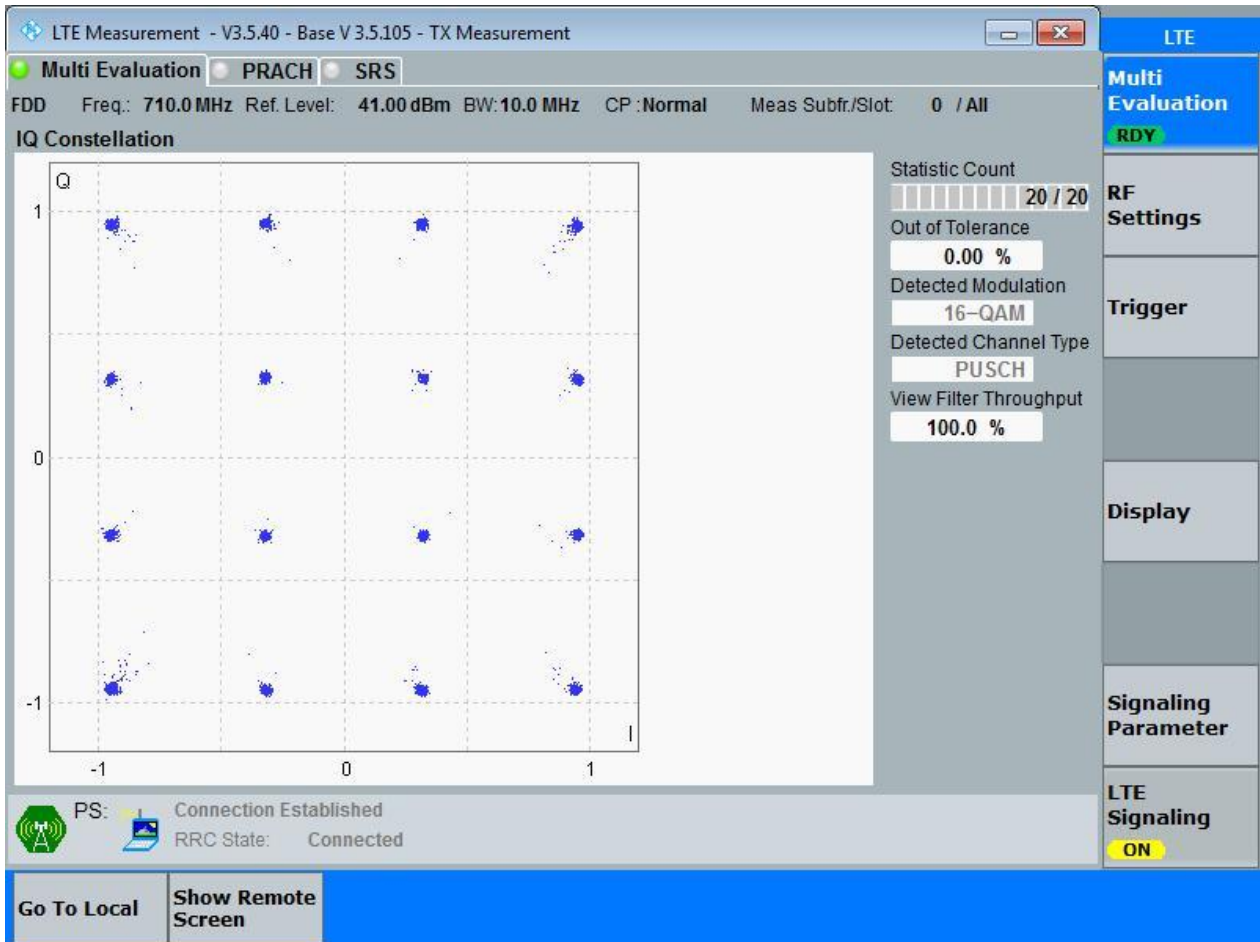 LTE Measurement - V3.5.40 - Base V 3.5.105 - TX Measurement
LTE
Multi Evaluation PRACH SRS
FDD Freq.: 710.0 MHz Ref. Level: 41.00 dBm BW: 10.0 MHz CP : Normal Meas Subfr./Slot: 0 / All
IQ Constellation
Q
1
0
-1
I
-1 0 1
Statistic Count
20 / 20
Out of Tolerance
0.00 %
Detected Modulation
16-QAM
Detected Channel Type
PUSCH
View Filter Throughput
100.0 %
Multi
Evaluation
RDY
RF
Settings
Trigger
Display
Signaling
Parameter
LTE
Signaling
ON
PS: Connection Established
RRC State: Connected
Go To Local
Show Remote
Screen